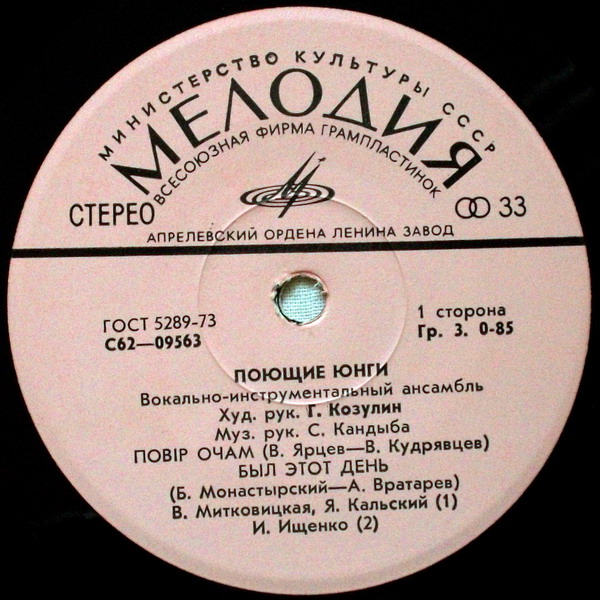 МИНИСТЕРСТВО КУЛЬТУРЫ СССР
МЕЛОДИЯ
ВСЕСОЮЗНАЯ ФИРМА ГРАМПЛАСТИНОК
СТЕРЕО
33
АПРЕЛЕВСКИЙ ОРДЕНА ЛЕНИНА ЗАВОД
ГОСТ 5289-73
С62—09563
1 сторона
Гр. 3. 0-85
ПОЮЩИЕ ЮНГИ
Вокально-инструментальный ансамбль
Худ. рук. Г. Козулин
Муз. рук. С. Кандыба
ПОВІР ОЧАМ (В. Ярцев—В. Кудрявцев)
БЫЛ ЭТОТ ДЕНЬ
(Б. Монастырский—А. Вратарев)
В. Митковицкая, Я. Кальский (1)
И. Ищенко (2)